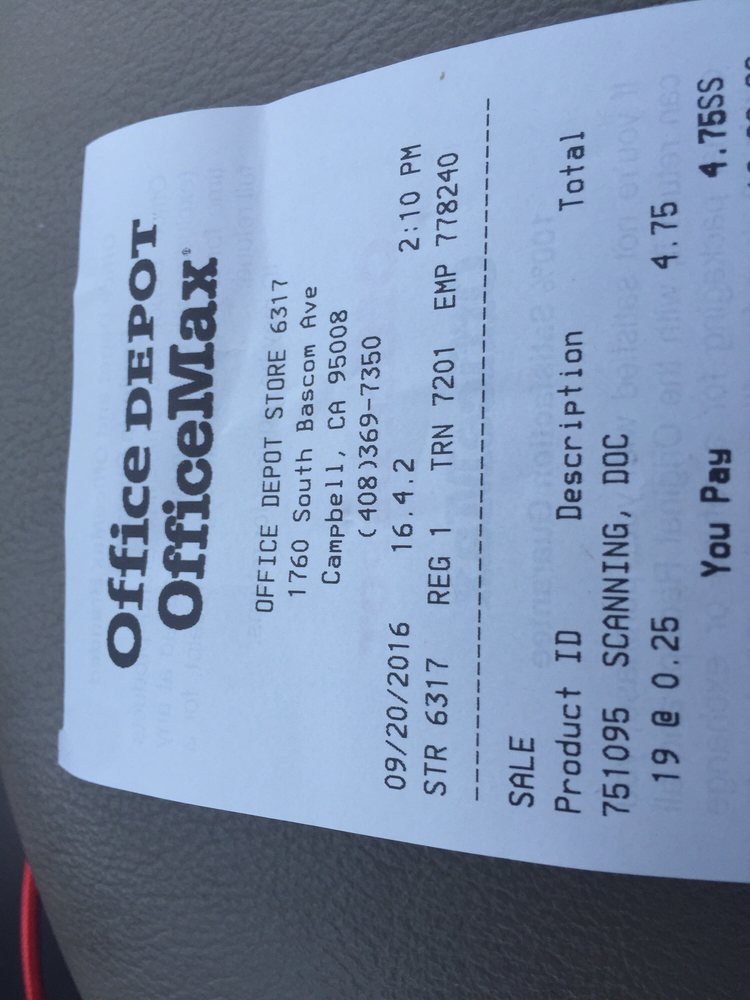 Office DEPOT
OfficeMax®
OFFICE DEPOT STORE 6317
1760 South Bascom Ave
Campbell, CA 95008
(408)369-7350
09/20/2016 16.4.2 2:10 PM
STR 6317 REG 1 TRN 7201 EMP 778240
SALE
Product ID Description Total
751095 SCANNING, DOC
19 @ 0.25 4.75
You Pay 4.75SS